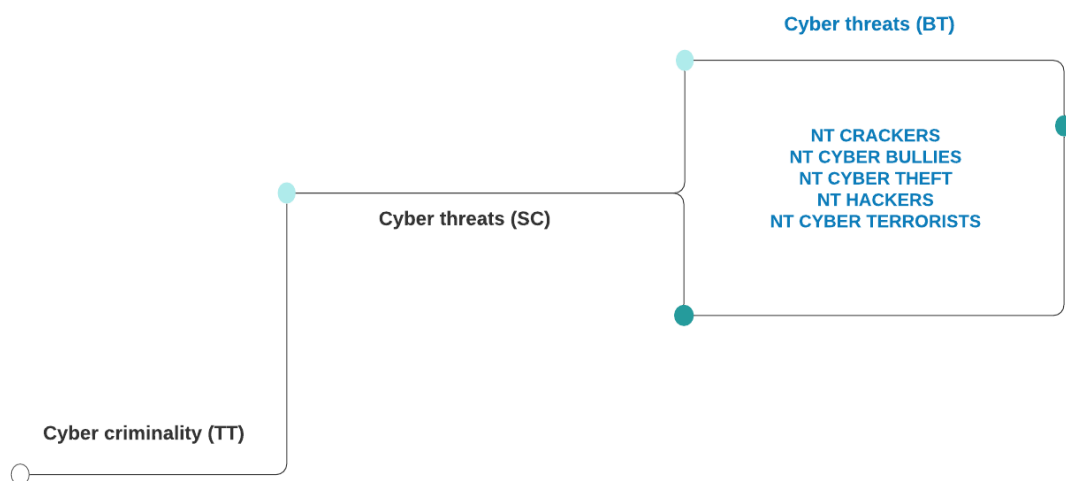 Cyber threats (BT)
NT CRACKERS
NT CYBER BULLIES
NT CYBER THEFT
NT HACKERS
NT CYBER TERRORISTS
Cyber threats (SC)
Cyber criminality (TT)